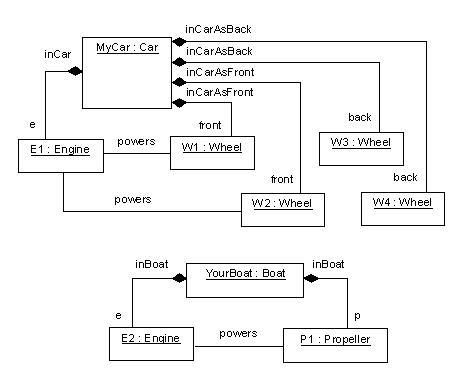 inCarAsBack
inCar
MyCar : Car
inCarAsBack
inCarAsFront
inCarAsFront
e
powers
front
back
E1 : Engine
W1 : Wheel
W3 : Wheel
front
back
powers
W2 : Wheel
W4 : Wheel
inBoat
YourBoat : Boat
inBoat
e
p
E2 : Engine
powers
P1 : Propeller